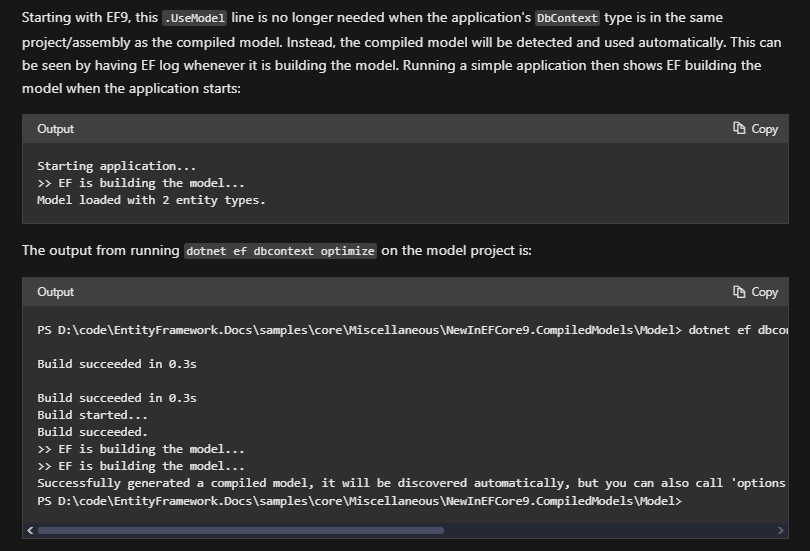 Starting with EF9, this .UseModel line is no longer needed when the application's DbContext type is in the same
project/assembly as the compiled model. Instead, the compiled model will be detected and used automatically. This can
be seen by having EF log whenever it is building the model. Running a simple application then shows EF building the
model when the application starts:
Output Copy
Starting application...
>> EF is building the model...
Model loaded with 2 entity types.
The output from running dotnet ef dbcontext optimize on the model project is:
Output Copy
PS D:\code\EntityFramework.Docs\samples\core\Miscellaneous\NewInEFCore9.CompiledModels\Model> dotnet ef dbco
Build succeeded in 0.3s
Build succeeded in 0.3s
Build started...
Build succeeded.
>> EF is building the model...
>> EF is building the model...
Successfully generated a compiled model, it will be discovered automatically, but you can also call 'options
PS D:\code\EntityFramework.Docs\samples\core\Miscellaneous\NewInEFCore9.CompiledModels\Model>